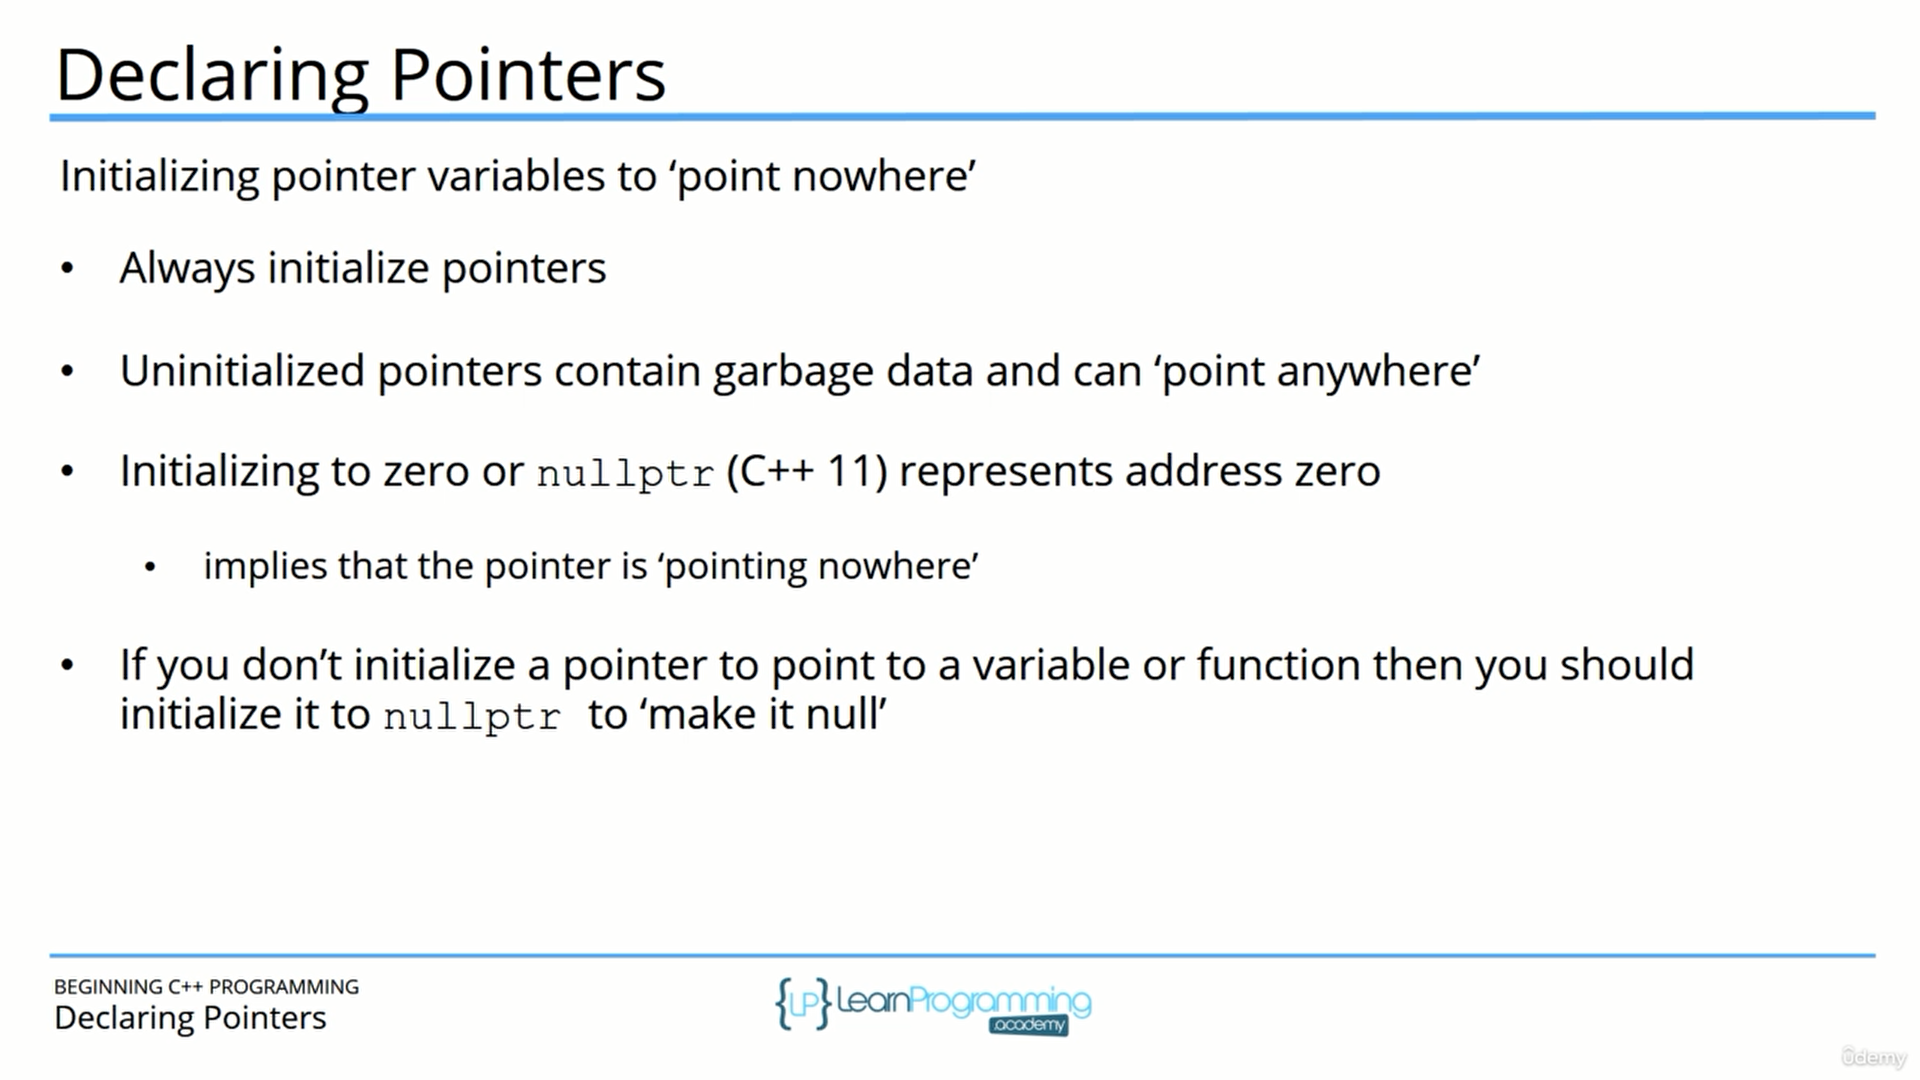 Declaring Pointers
Initializing pointer variables to ‘point nowhere’
• Always initialize pointers
• Uninitialized pointers contain garbage data and can ‘point anywhere’
• Initializing to zero or nullptr (C++ 11) represents address zero
• implies that the pointer is ‘pointing nowhere’
• If you don’t initialize a pointer to point to a variable or function then you should
initialize it to nullptr to ‘make it null’
BEGINNING C++ PROGRAMMING
Declaring Pointers
{LP} LearnProgramming
academy
ûdemy